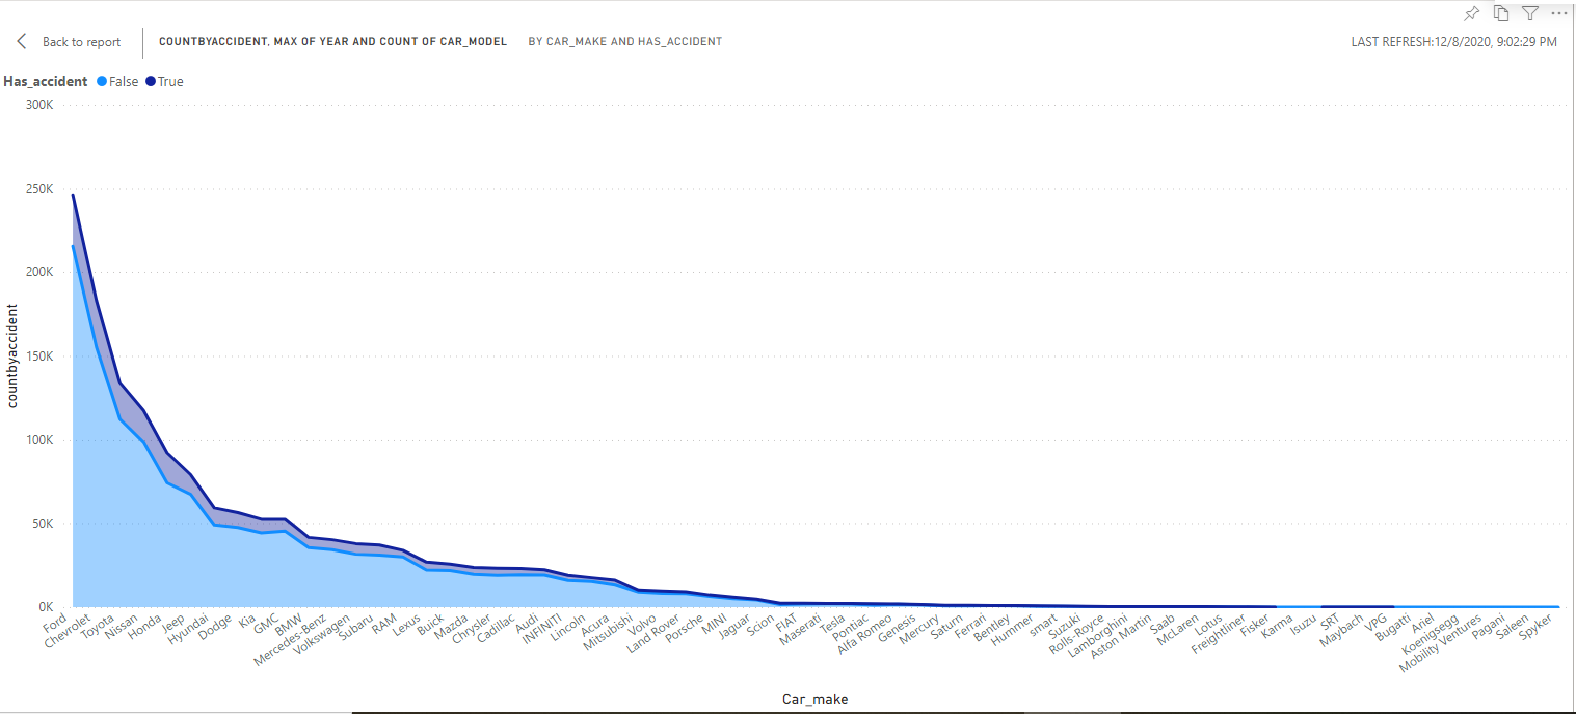 Back to report
COUNTBYACCIDENT, MAX OF YEAR AND COUNT OF CAR_MODEL BY CAR_MAKE AND HAS_ACCIDENT
LAST REFRESH:12/8/2020, 9:02:29 PM
Has_accident False True
300K
250K
200K
150K
100K
50K
0K
countbyaccident
Ford
Chevrolet
Toyota
Nissan
Honda
Jeep
Hyundai
Dodge
Kia
GMC
BMW
Mercedes-Benz
Volkswagen
Subaru
RAM
Lexus
Buick
Mazda
Chrysler
Cadillac
Audi
INFINITI
Lincoln
Acura
Mitsubishi
Volvo
Land Rover
Porsche
MINI
Jaguar
Scion
FIAT
Maserati
Tesla
Pontiac
Alfa Romeo
Genesis
Mercury
Saturn
Ferrari
Bentley
Hummer
smart
Suzuki
Rolls-Royce
Lamborghini
Aston Martin
Saab
McLaren
Lotus
Freightliner
Fisker
Karma
Isuzu
SRT
Maybach
VPG
Bugatti
Ariel
Koenigsegg
Mobility Ventures
Pagani
Saleen
Spyker
Car_make